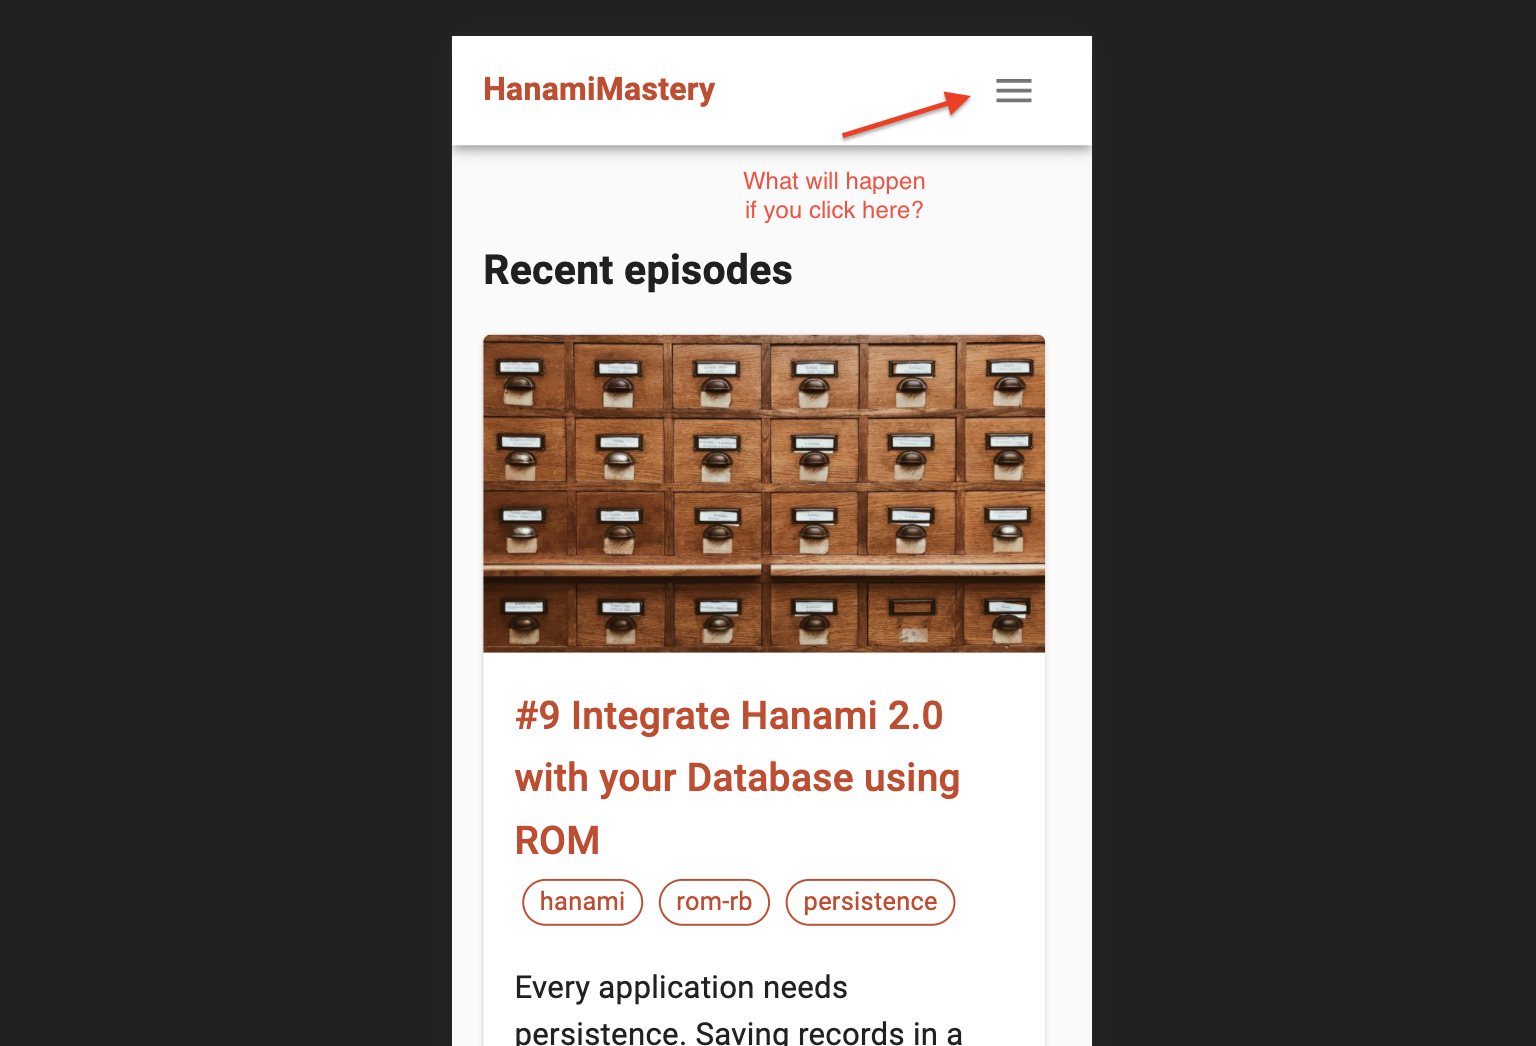 HanamiMastery
What will happen
if you click here?
Recent episodes
#9 Integrate Hanami 2.0
with your Database using
ROM
hanami rom-rb persistence
Every application needs
persistence. Saving records in a